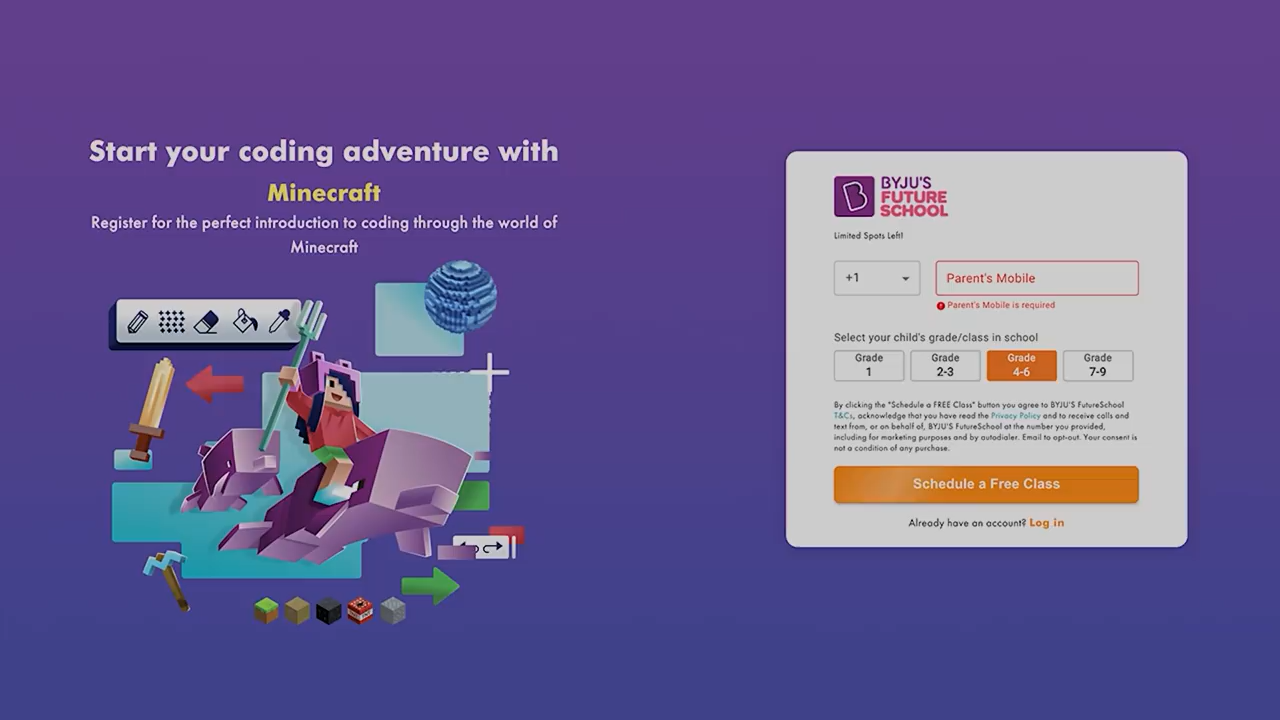 Start your coding adventure with
Minecraft
Register for the perfect introduction to coding through the world of
Minecraft
BYJU'S
FUTURE
SCHOOL
Limited Spots Left!
+1
Parent's Mobile
Parent's Mobile is required
Select your child's grade/class in school
Grade
1
Grade
2-3
Grade
4-6
Grade
7-9
By clicking the "Schedule a FREE Class" button you agree to BYJU'S FutureSchool
T&Cs, acknowledge that you have read the Privacy Policy and to receive calls and
text from, or on behalf of, BYJU'S FutureSchool at the number you provided,
including for marketing purposes and by autodialer. Email to opt-out. Your consent is
not a condition of any purchase.
Schedule a Free Class
Already have an account? Log in